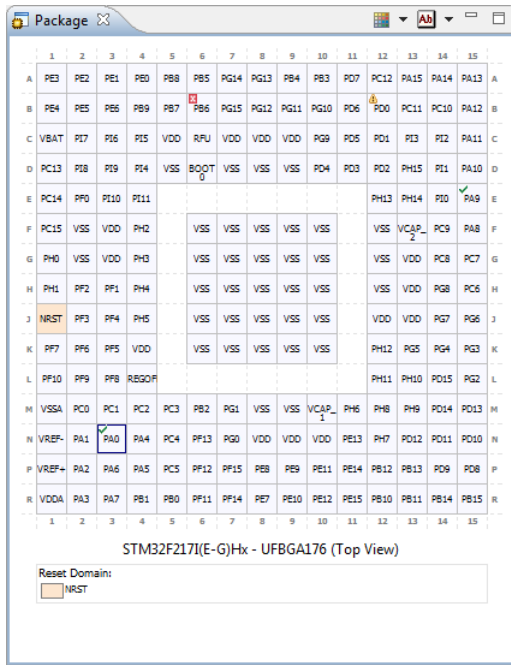 Package
1 2 3 4 5 6 7 8 9 10 11 12 13 14 15
A PE3 PE2 PE1 PE0 PB8 PB5 PG14 PG13 PB4 PB3 PD7 PC12 PA15 PA14 PA13 A
B PE4 PE5 PE6 PB9 PB7 PB6 PG15 PG12 PG11 PG10 PD6 PD0 PC11 PC10 PA12 B
C VBAT PI7 PI6 PI5 VDD RFU VDD VDD VDD PG9 PD5 PD1 PI3 PI2 PA11 C
D PC13 PI8 PI9 PI4 VSS BOOT0 VSS VSS VSS PD4 PD3 PD2 PH15 PI1 PA10 D
E PC14 PF0 PI10 PI11 PH13 PH14 PI0 PA9 E
F PC15 VSS VDD PH2 VSS VSS VSS VSS VSS VSS VCAP_2 PC9 PA8 F
G PH0 VSS VDD PH3 VSS VSS VSS VSS VSS VSS VDD PC8 PC7 G
H PH1 PF2 PF1 PH4 VSS VSS VSS VSS VSS VSS VDD PG8 PC6 H
J NRST PF3 PF4 PH5 VSS VSS VSS VSS VSS VDD VDD PG7 PG6 J
K PF7 PF6 PF5 VDD VSS VSS VSS VSS VSS PH12 PG5 PG4 PG3 K
L PF10 PF9 PF8 REGOF PH11 PH10 PD15 PG2 L
M VSSA PC0 PC1 PC2 PC3 PB2 PG1 VSS VSS VCAP_1 PH6 PH8 PH9 PD14 PD13 M
N VREF- PA1 PA0 PA4 PC4 PF13 PG0 VDD VDD VDD PE13 PH7 PD12 PD11 PD10 N
P VREF+ PA2 PA6 PA5 PC5 PF12 PF15 PE8 PE9 PE11 PE14 PB12 PB13 PD9 PD8 P
R VDDA PA3 PA7 PB1 PB0 PF11 PF14 PE7 PE10 PE12 PE15 PB10 PB11 PB14 PB15 R
1 2 3 4 5 6 7 8 9 10 11 12 13 14 15
STM32F217I(E-G)Hx - UFBGA176 (Top View)
Reset Domain:
NRST